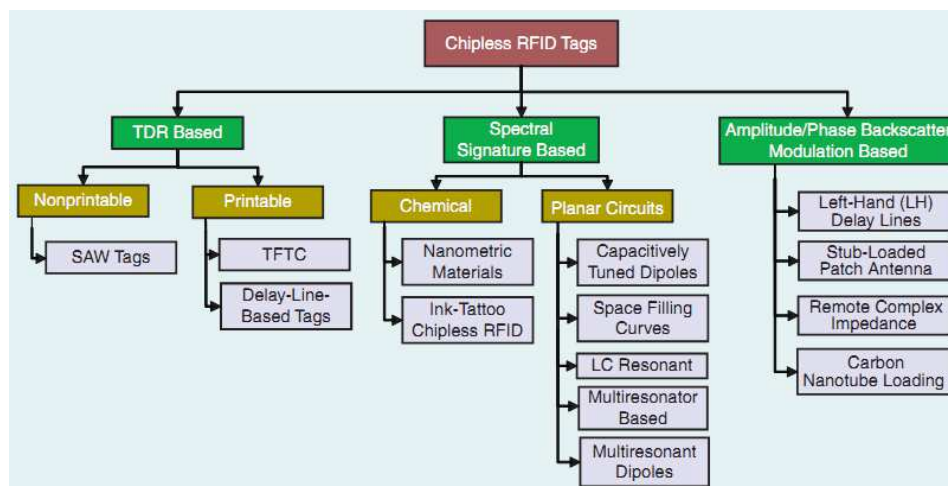 Chipless RFID Tags
TDR Based
Spectral
Signature Based
Amplitude/Phase Backscatter
Modulation Based
Nonprintable
Printable
Chemical
Planar Circuits
SAW Tags
TFTC
Delay-Line-
Based Tags
Nanometric
Materials
Ink-Tattoo
Chipless RFID
Capacitively
Tuned Dipoles
Space Filling
Curves
LC Resonant
Multiresonator
Based
Multiresonant
Dipoles
Left-Hand (LH)
Delay Lines
Stub-Loaded
Patch Antenna
Remote Complex
Impedance
Carbon
Nanotube Loading